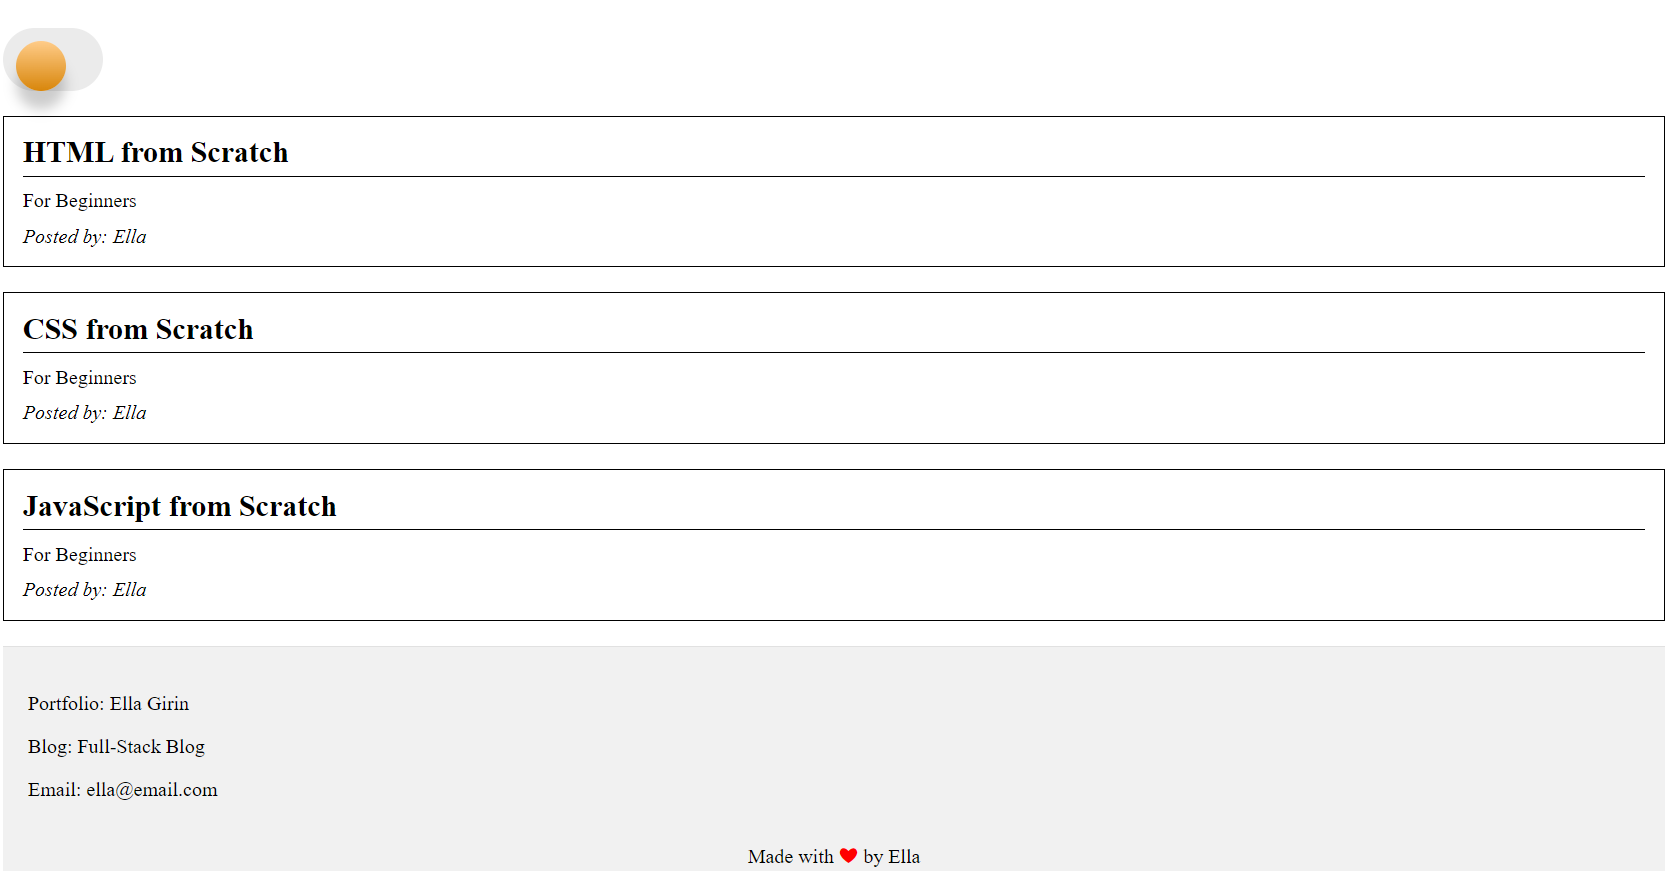 HTML from Scratch
For Beginners
Posted by: Ella
CSS from Scratch
For Beginners
Posted by: Ella
JavaScript from Scratch
For Beginners
Posted by: Ella
Portfolio: Ella Girin
Blog: Full-Stack Blog
Email: ella@email.com
Made with ❤ by Ella